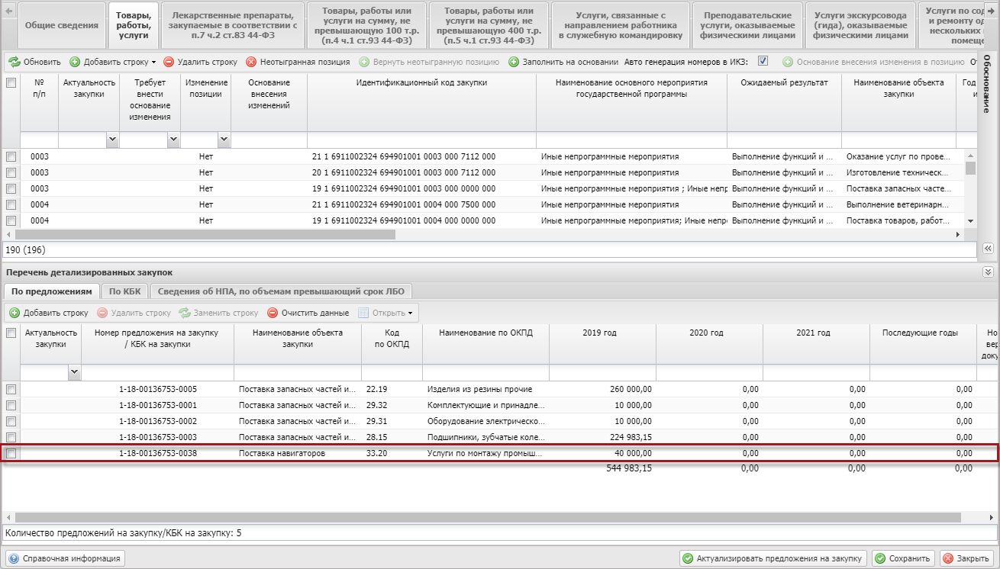 Общие сведения
Товары,
работы,
услуги
Лекарственные препараты,
закупаемые в соответствии с
п.7 ч.2 ст.83 44-ФЗ
Товары, работы или
услуги на сумму, не
превышающую 100 т.р.
(п.4 ч.1 ст.93 44-ФЗ)
Товары, работы или
услуги на сумму, не
превышающую 400 т.р.
(п.5 ч.1 ст.93 44-ФЗ)
Услуги, связанные с
направлением работника
в служебную командировку
Преподавательские
услуги, оказываемые
физическими лицами
Услуги экскурсовода
(гида), оказываемые
физическими лицами
Услуги по сод
и ремонту од
нескольких
помеще
Обновить Добавить строку Удалить строку Неотыгранная позиция Вернуть неотыгранную позицию Заполнить на основании Авто генерация номеров в ИКЗ: Основание внесения изменения в позицию От
Обоснование
№
п/п
Актуальность
закупки
Требует
внести
основание
изменения
Изменение
позиции
Основание
внесения
изменений
Идентификационный код закупки
Наименование основного мероприятия
государственной программы
Ожидаемый результат
Наименование объекта
закупки
Год
и
0003 Нет 21 1 6911002324 694901001 0003 000 7112 000 Иные непрограммные мероприятия Выполнение функций и ... Оказание услуг по прове...
0003 Нет 20 1 6911002324 694901001 0003 000 7112 000 Иные непрограммные мероприятия Выполнение функций и ... Изготовление техническ...
0003 Нет 19 1 6911002324 694901001 0003 000 0000 000 Иные непрограммные мероприятия ; Иные непр Выполнение функций и ... Поставка запасных часте...
0004 Нет 21 1 6911002324 694901001 0004 000 7500 000 Иные непрограммные мероприятия Выполнение функций и ... Выполнение ветеринарн...
0004 Нет 19 1 6911002324 694901001 0004 000 0000 000 Иные непрограммные мероприятия; Иные непро Выполнение функций и ... Поставка товаров, работ...
190 (196)
Перечень детализированных закупок
По предложениям По КБК Сведения об НПА, по объемам превышающий срок ЛБО
Добавить строку Удалить строку Заменить строку Очистить данные Открыть
Актуальность
закупки
Номер предложения на закупку
/ КБК на закупки
Наименование объекта
закупки
Код
по ОКПД
Наименование по ОКПД
2019 год
2020 год
2021 год
Последующие годы
Но
вер
доку
1-18-00136753-0005 Поставка запасных частей и... 22.19 Изделия из резины прочие 260 000,00 0,00 0,00 0,00
1-18-00136753-0001 Поставка запасных частей и... 29.32 Комплектующие и принадле... 10 000,00 0,00 0,00 0,00
1-18-00136753-0002 Поставка запасных частей и... 29.31 Оборудование электрическо... 10 000,00 0,00 0,00 0,00
1-18-00136753-0003 Поставка запасных частей и... 28.15 Подшипники, зубчатые коле... 224 983,15 0,00 0,00 0,00
1-18-00136753-0038 Поставка навигаторов 33.20 Услуги по монтажу промыш... 40 000,00 0,00 0,00 0,00
544 983,15 0,00 0,00 0,00
Количество предложений на закупку/КБК на закупку: 5
Справочная информация Актуализировать предложения на закупку Сохранить Закрыть